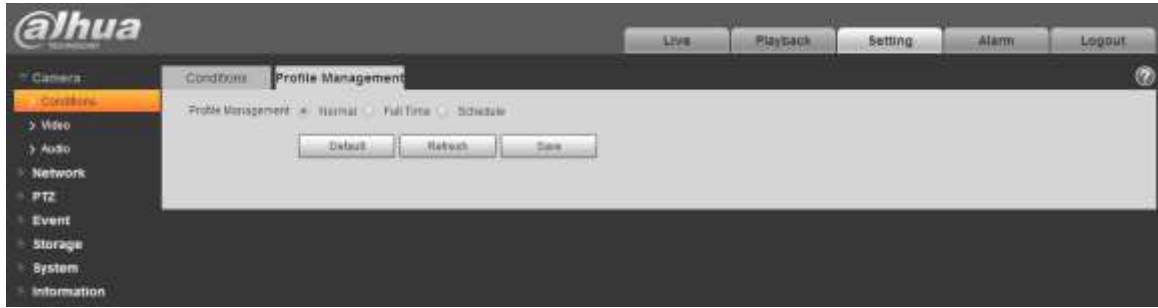 alhua
TECHNOLOGY
Live Playback Setting Alarm Logout
Camera
Conditions
Video
Audio
Network
PTZ
Event
Storage
System
Information
Conditions Profile Management
Profile Management Normal Full Time Schedule
Default Refresh Save